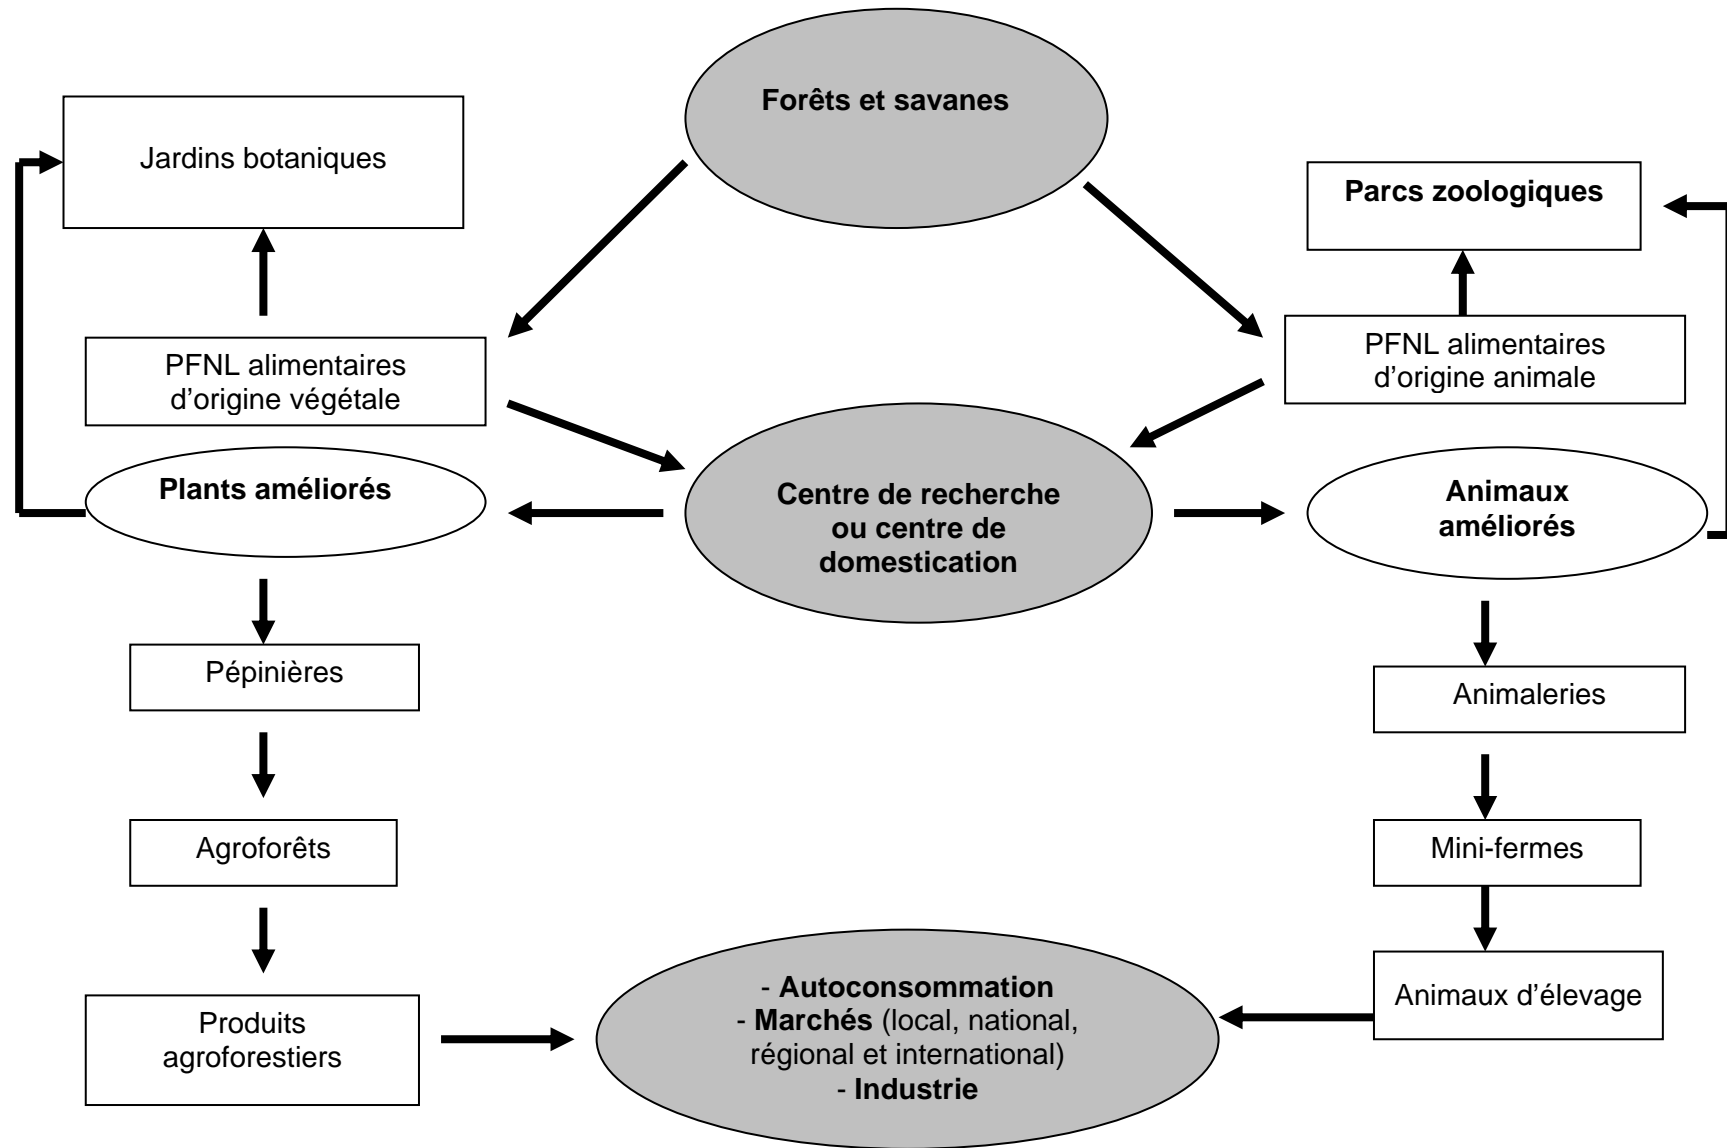 Forêts et savanes
Jardins botaniques
Parcs zoologiques
PFNL alimentaires
d’origine végétale
PFNL alimentaires
d’origine animale
Plants améliorés
Centre de recherche
ou centre de
domestication
Animaux
améliorés
Pépinières
Animaleries
Agroforêts
Mini-fermes
Produits
agroforestiers
- Autoconsommation
- Marchés (local, national,
régional et international)
- Industrie
Animaux d’élevage